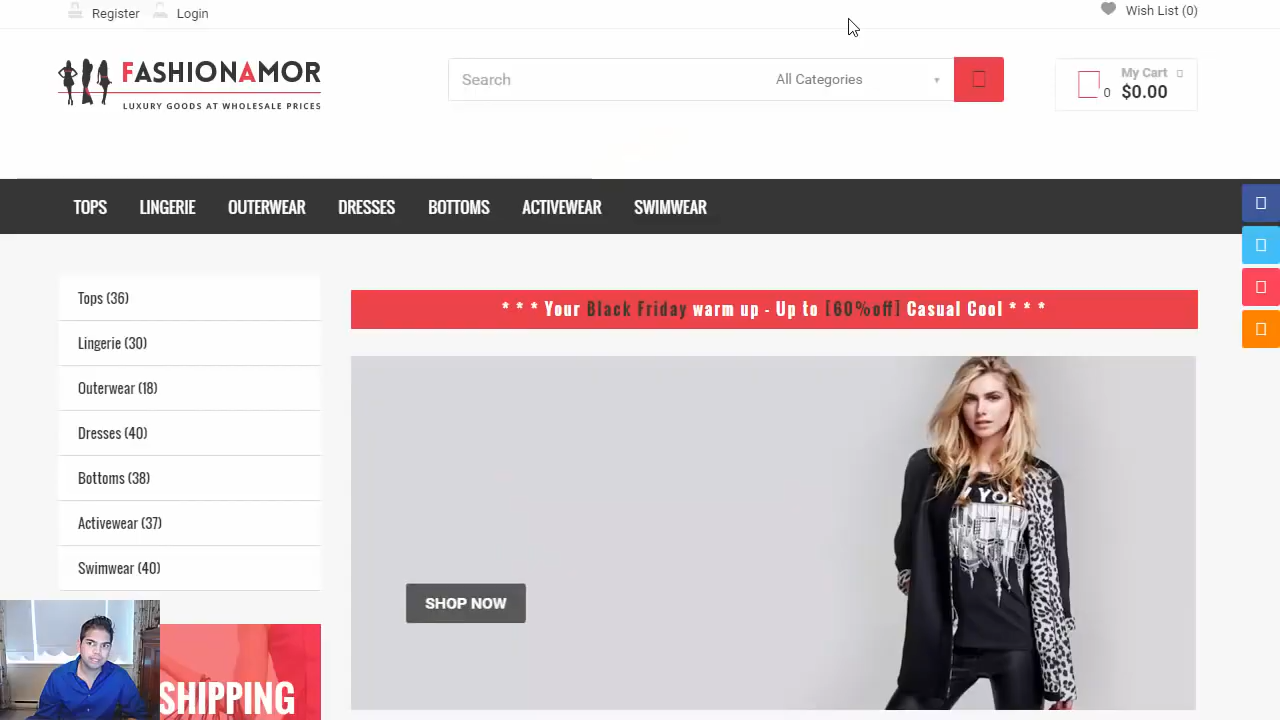 Register Login
Wish List (0)
FASHIONAMOR
LUXURY GOODS AT WHOLESALE PRICES
Search All Categories
My Cart
0 $0.00
TOPS LINGERIE OUTERWEAR DRESSES BOTTOMS ACTIVEWEAR SWIMWEAR
Tops (36)
Lingerie (30)
Outerwear (18)
Dresses (40)
Bottoms (38)
Activewear (37)
Swimwear (40)
* * * Your Black Friday warm up - Up to [60%off] Casual Cool * * *
SHOP NOW
SHIPPING